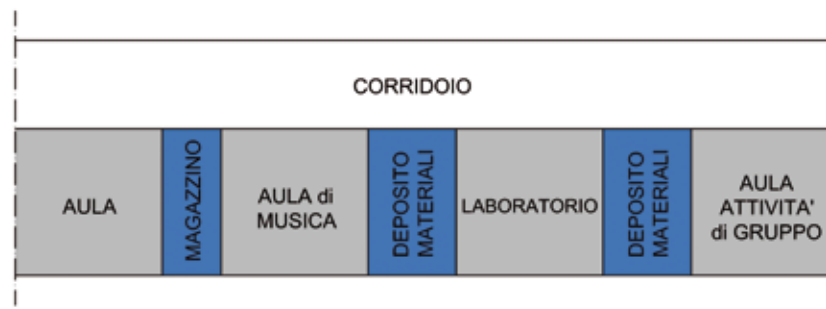 CORRIDOIO
AULA
MAGAZZINO
AULA di
MUSICA
DEPOSITO
MATERIALI
LABORATORIO
DEPOSITO
MATERIALI
AULA
ATTIVITA'
di GRUPPO